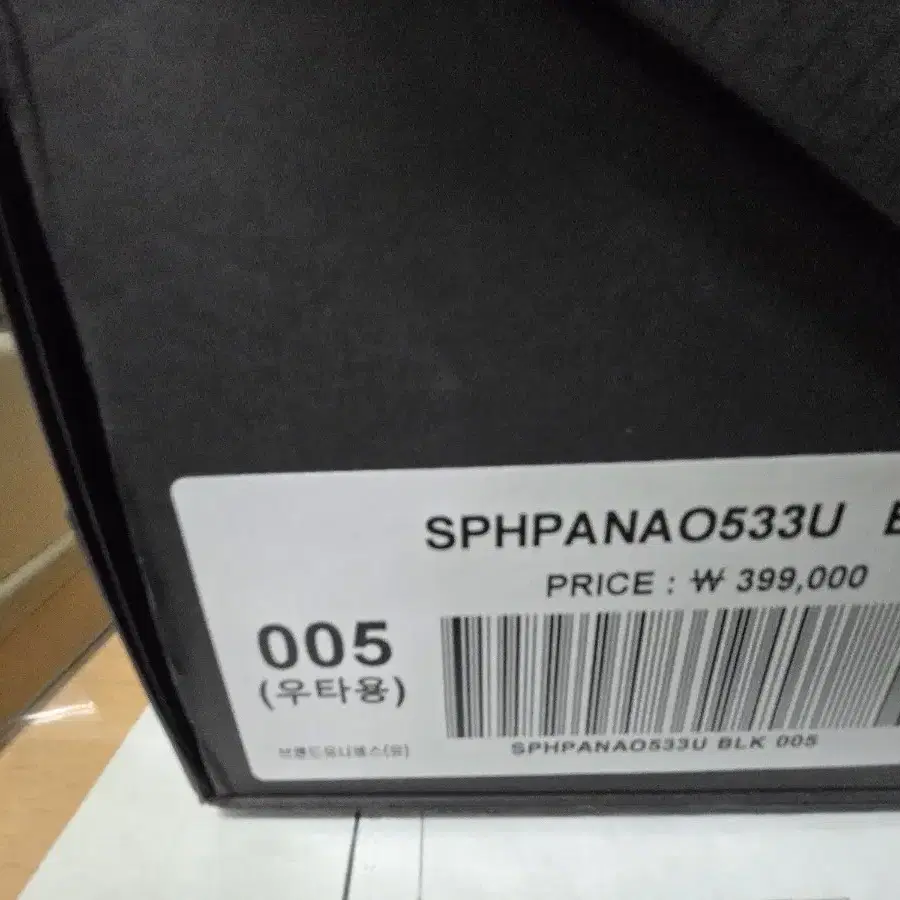 SPHPANAO533U
PRICE : ₩ 399,000
005
(우타용)
SPHPANAO533U BLK 005